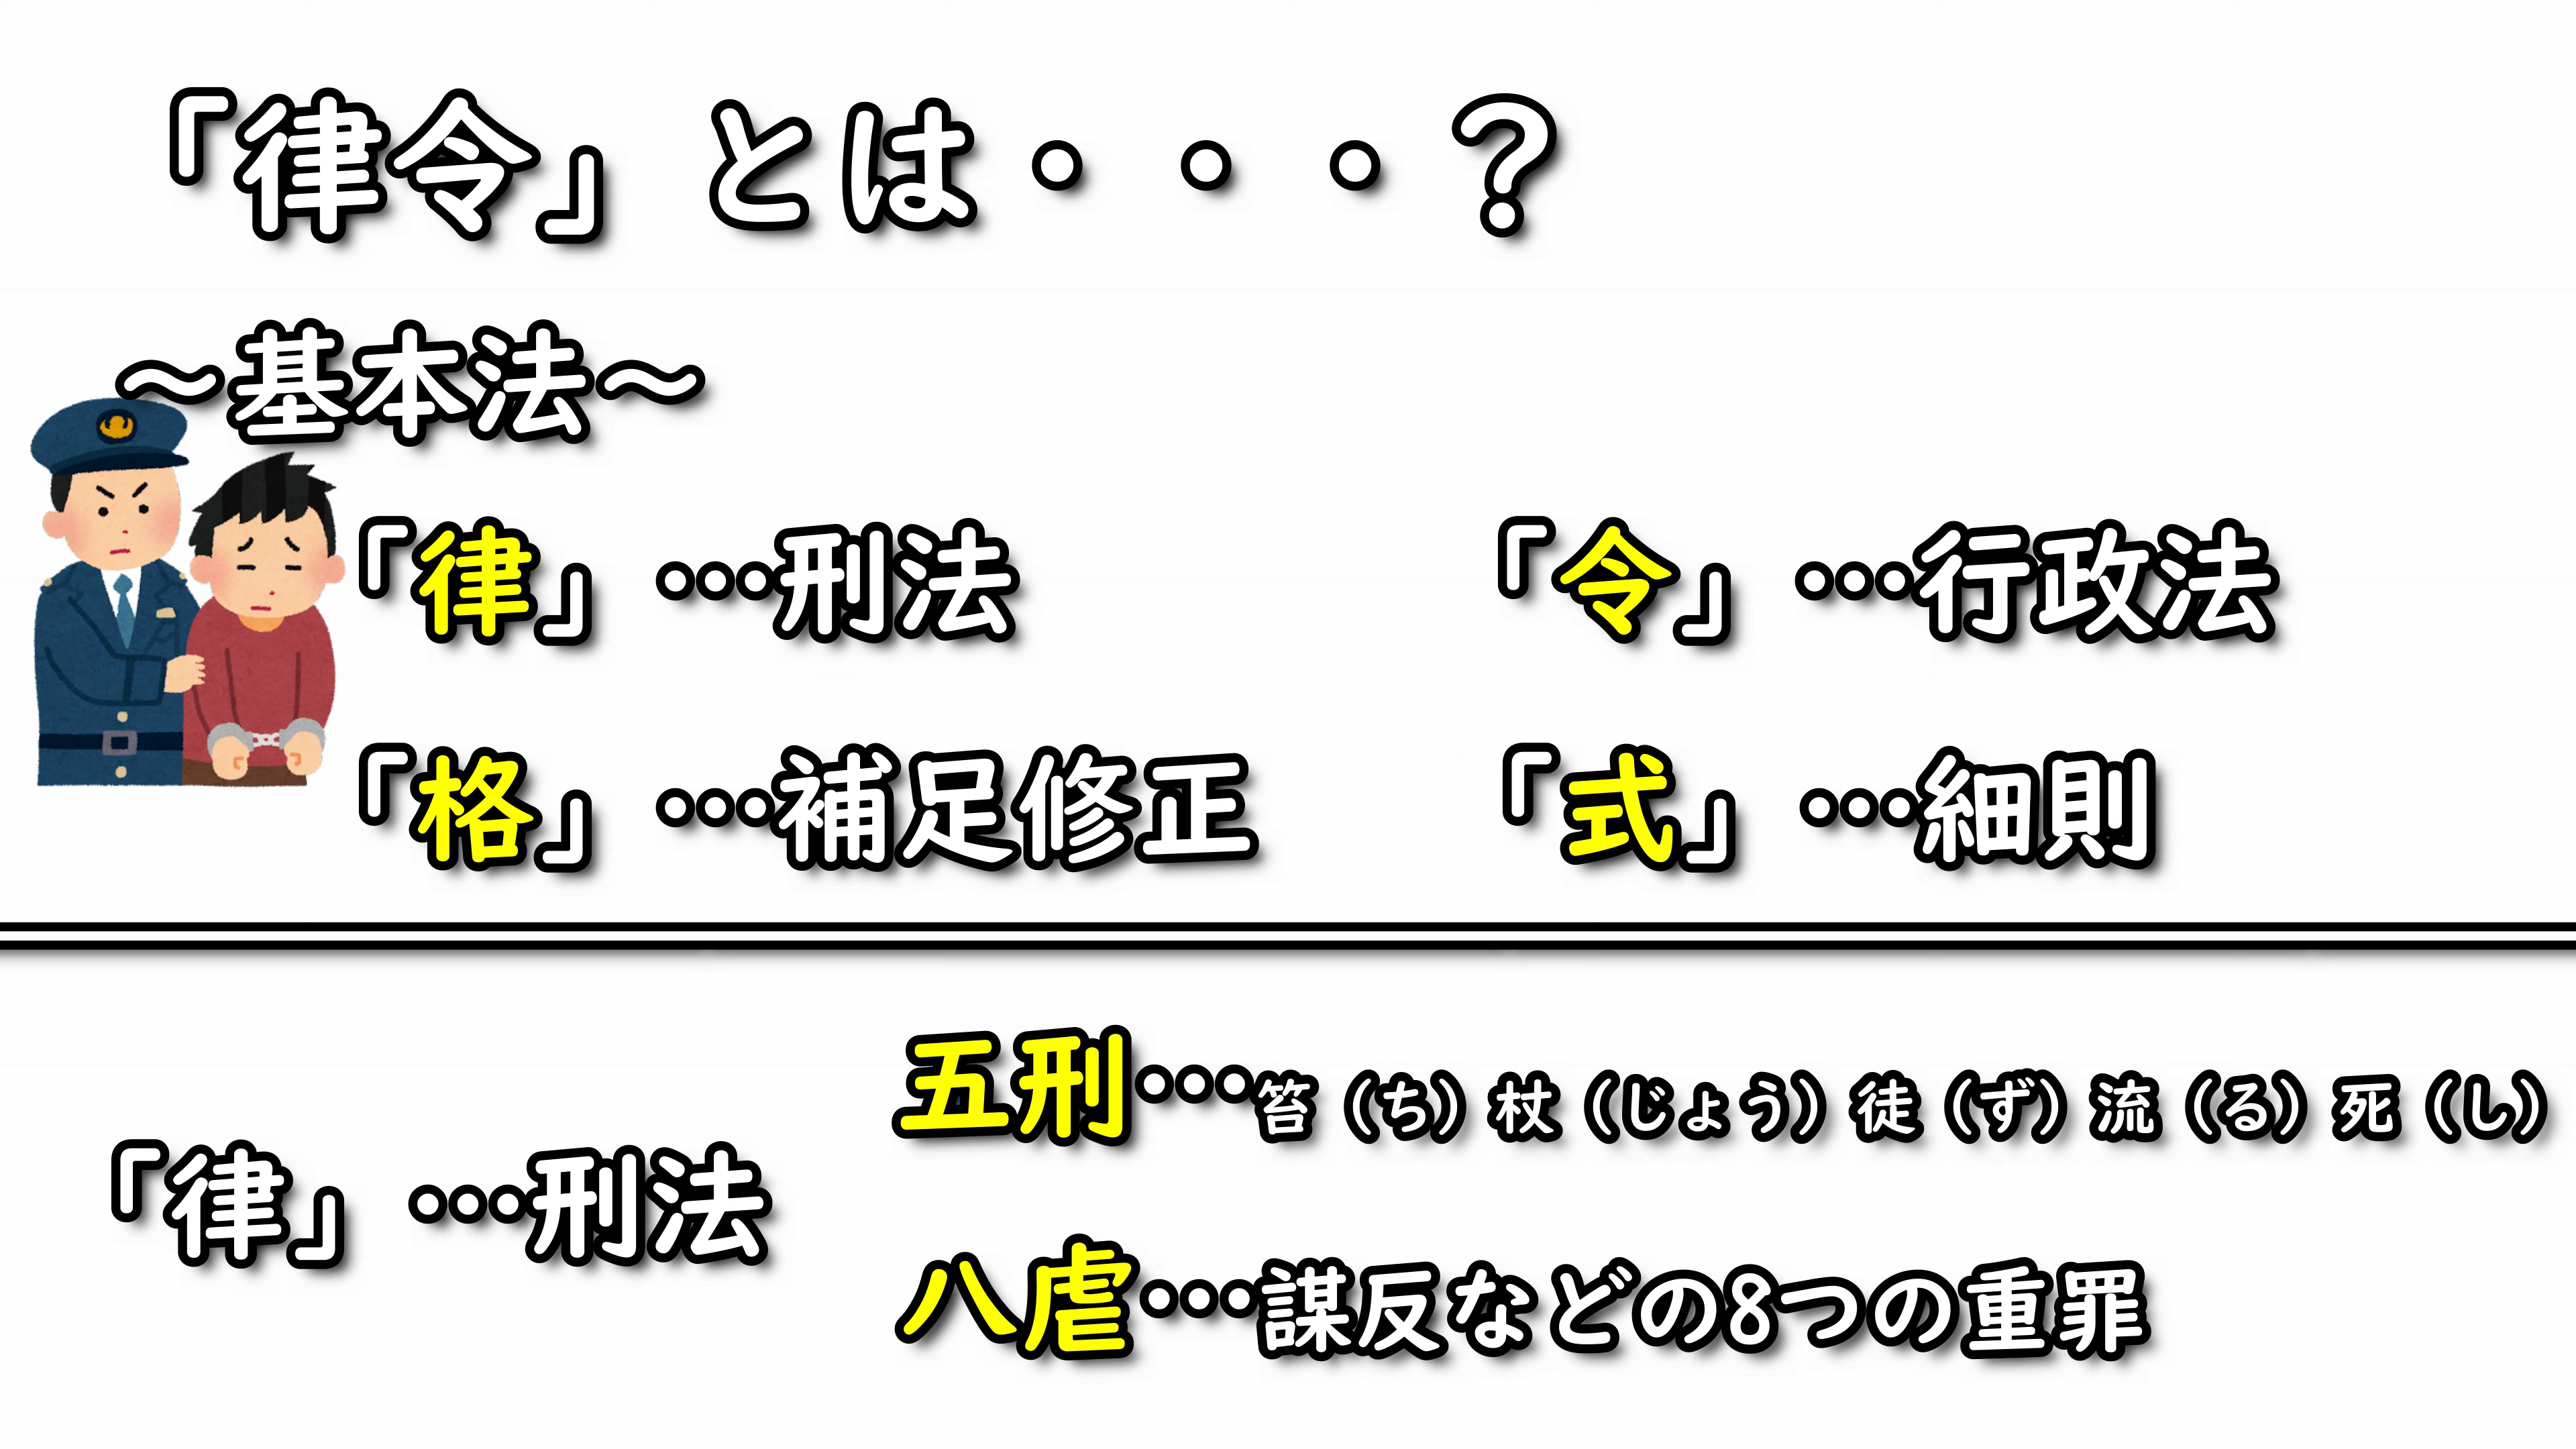 「律令」とは・・・？
～基本法～
「律」…刑法
「令」…行政法
「格」…補足修正
「式」…細則
「律」…刑法
五刑…笞（ち）杖（じょう）徒（ず）流（る）死（し）
八虐…謀反などの8つの重罪